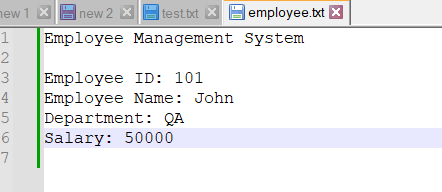 new 1 new 2 test.txt employee.txt
1 Employee Management System
2
3 Employee ID: 101
4 Employee Name: John
5 Department: QA
6 Salary: 50000
7